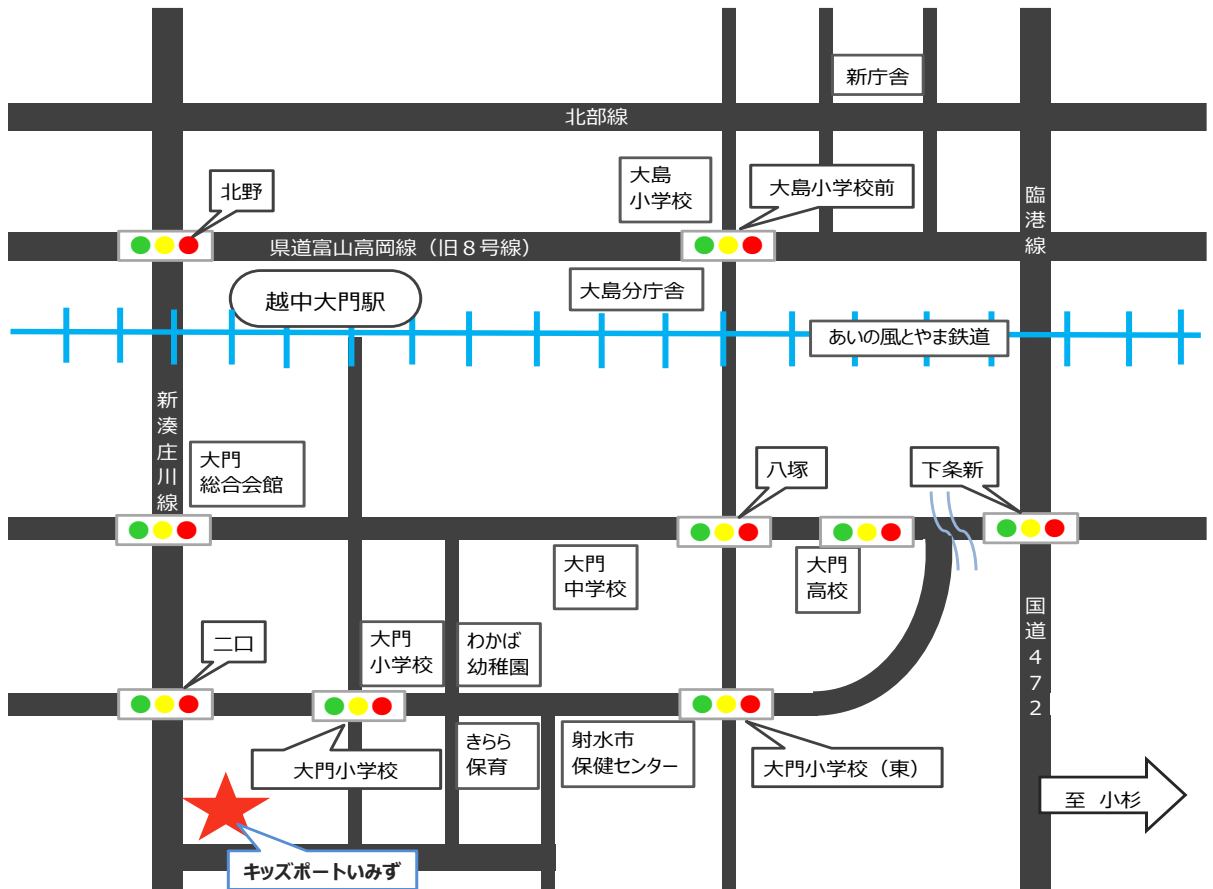 新庁舎
北部線
大島
小学校
大島小学校前
北野
臨港線
県道富山高岡線（旧８号線）
越中大門駅
大島分庁舎
あいの風とやま鉄道
新湊庄川線
大門
総合会館
八塚
下条新
大門
中学校
大門
高校
国道４７２
二口
大門
小学校
わかば
幼稚園
きらら
保育
射水市
保健センター
大門小学校
大門小学校（東）
至 小杉
キッズポートいみず